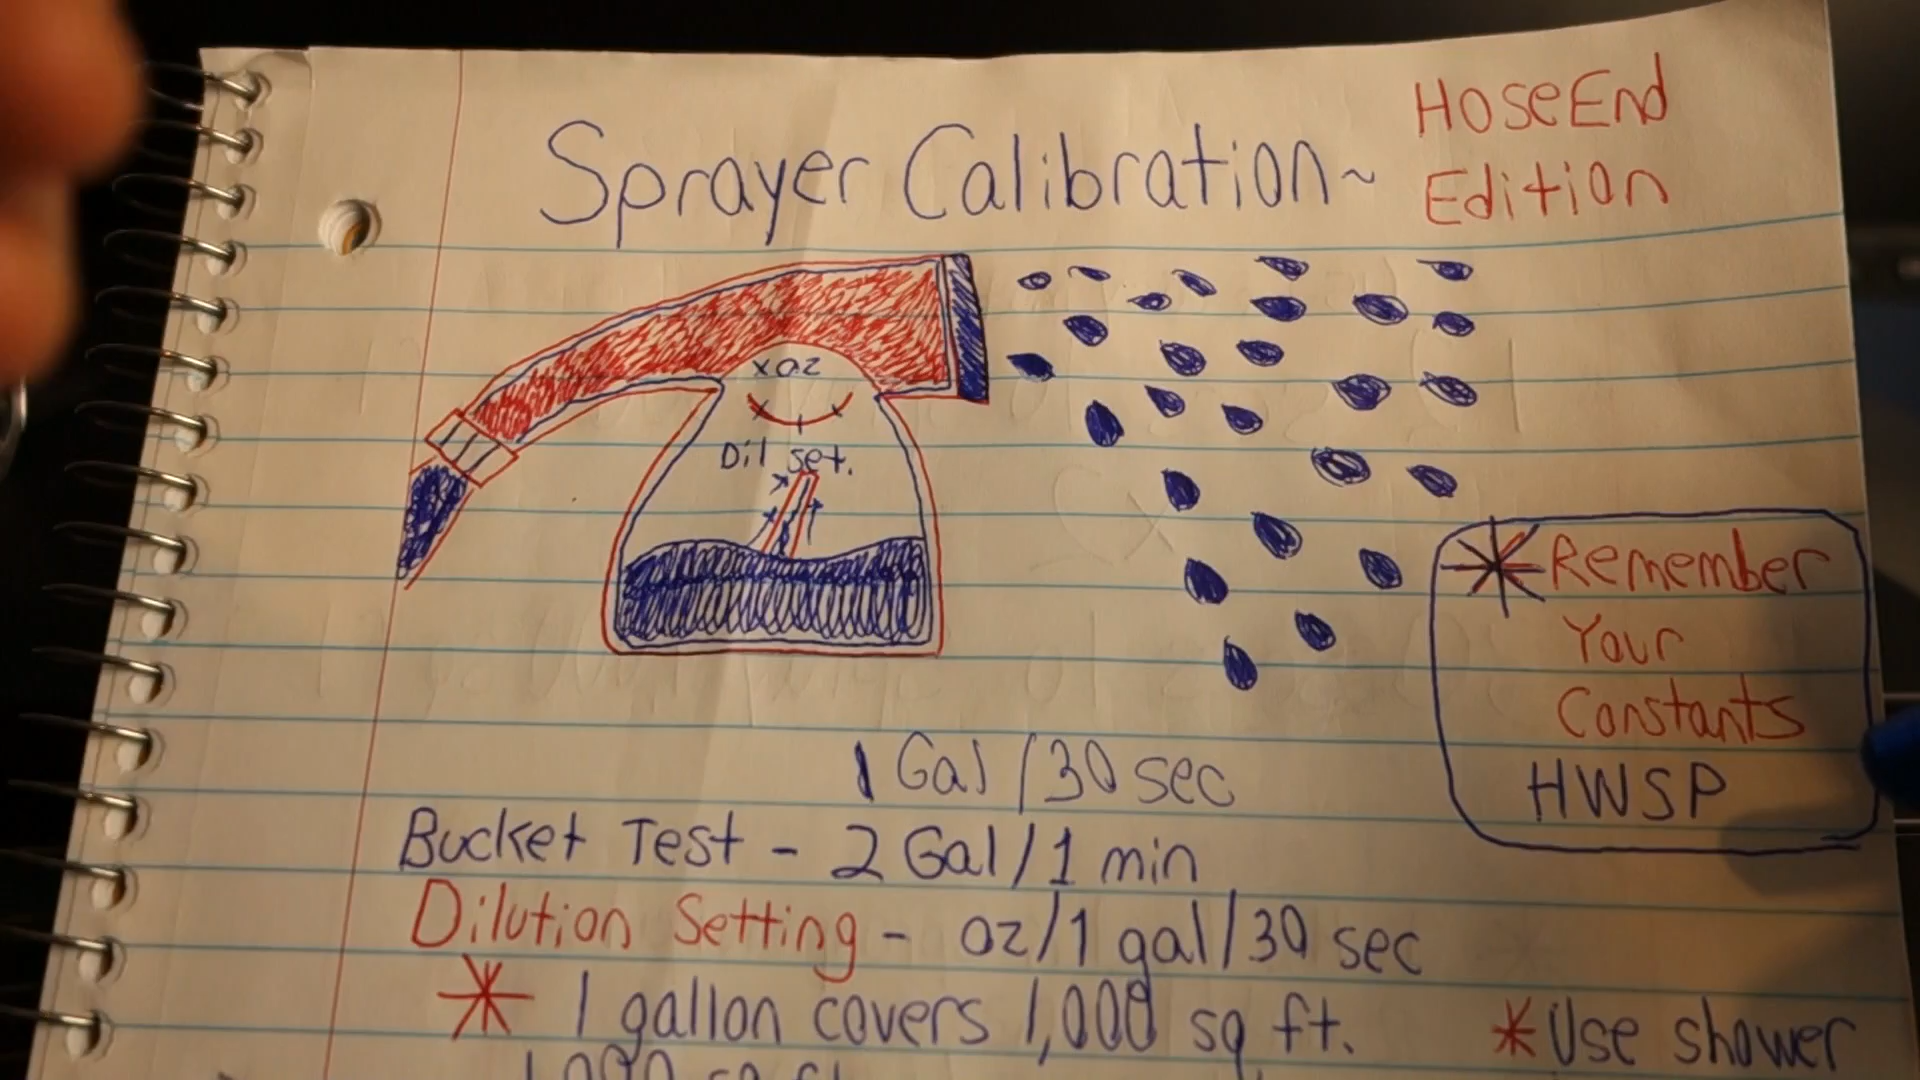 Sprayer Calibration~ HoseEnd
Edition
xoz
Dil set.
*Remember
Your
Constants
HWSP
1 Gal/30 sec
Bucket Test - 2 Gal/1 min
Dilution Setting - oz/1 gal/30 sec
* 1 gallon covers 1,000 sq ft.
*Use shower